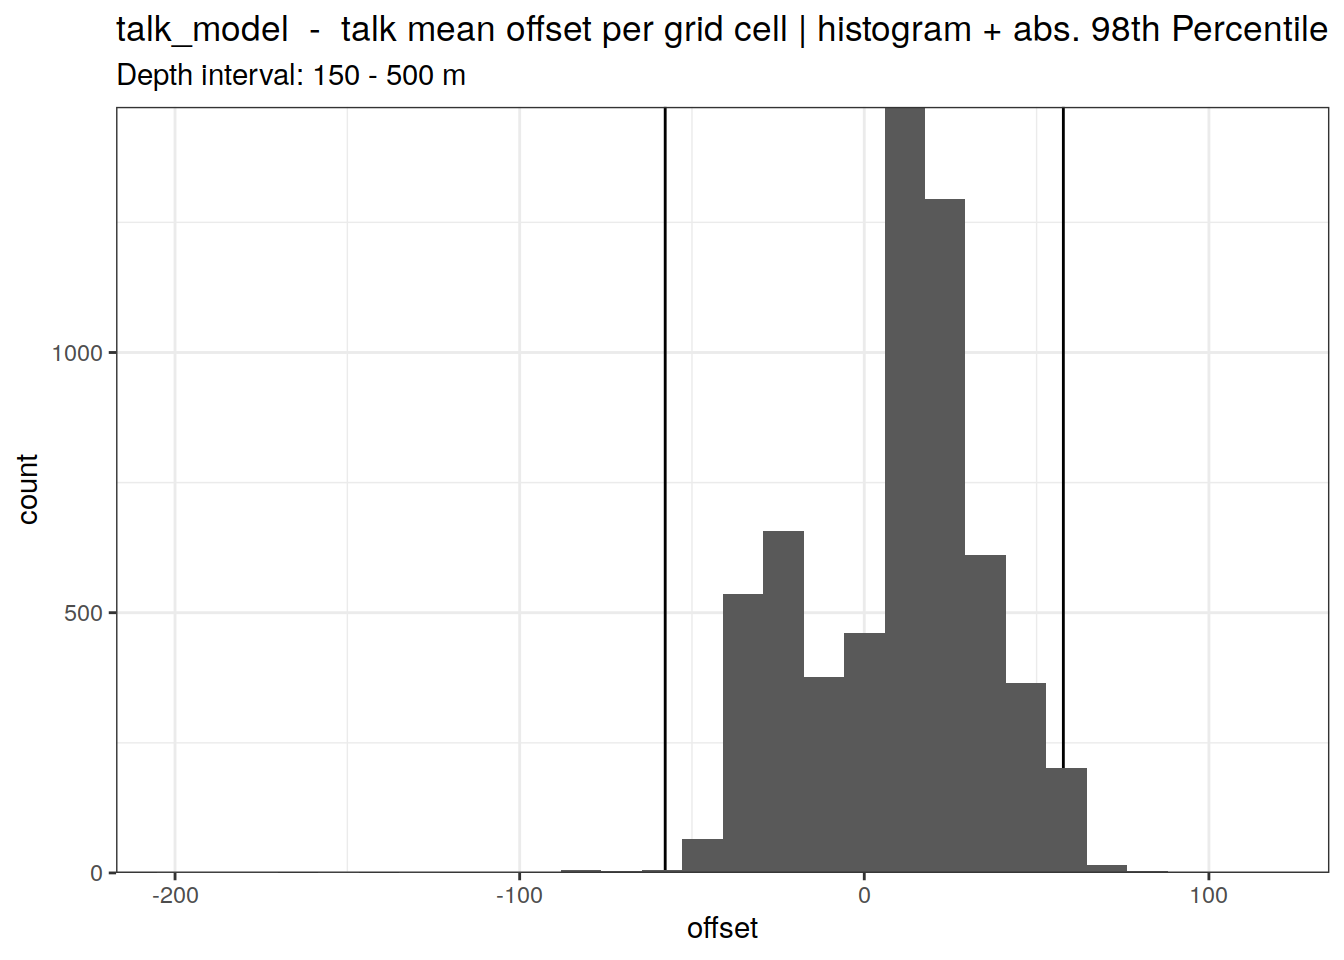 talk_model  -  talk mean offset per grid cell | histogram + abs. 98th Percentile
Depth interval: 150 - 500 m
1000
500
0
count
-200
-100
0
100
offset